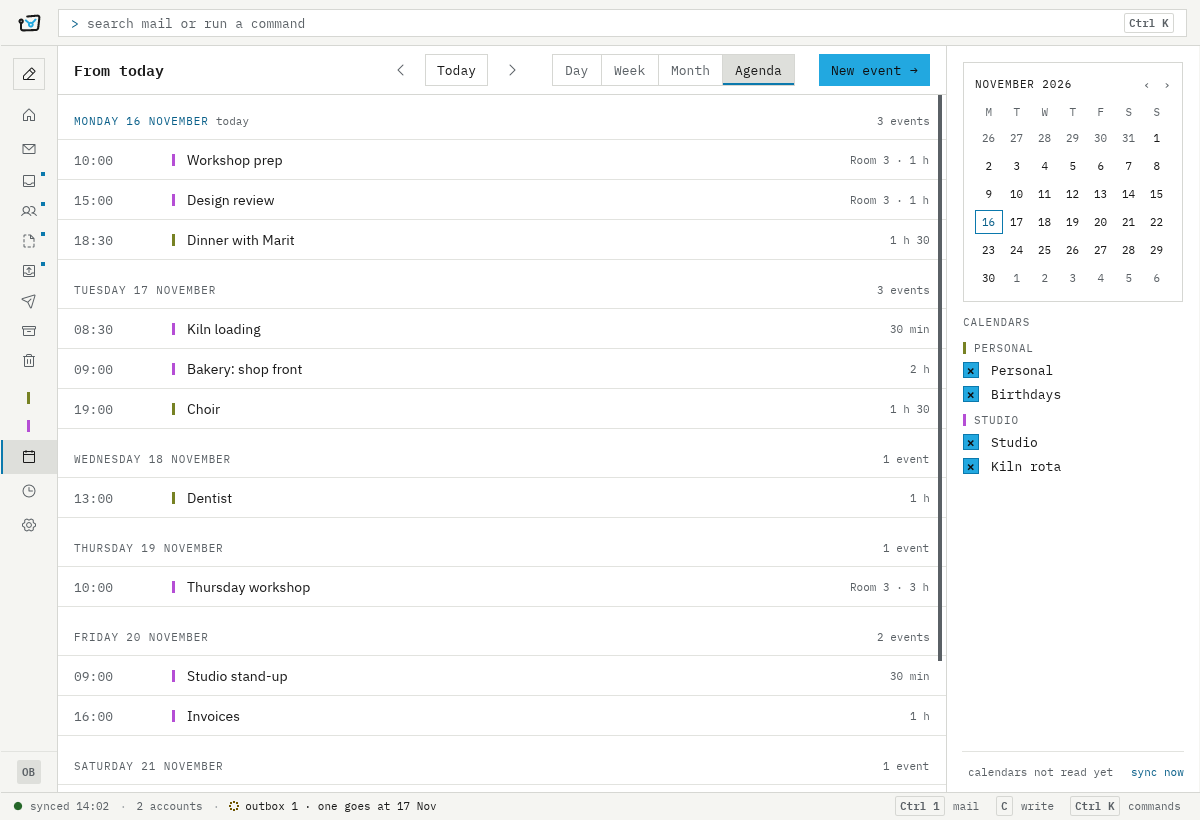 > search mail or run a command Ctrl K
From today Today Day Week Month Agenda New event →
MONDAY 16 NOVEMBER today 3 events
10:00 Workshop prep Room 3 · 1 h
15:00 Design review Room 3 · 1 h
18:30 Dinner with Marit 1 h 30
TUESDAY 17 NOVEMBER 3 events
08:30 Kiln loading 30 min
09:00 Bakery: shop front 2 h
19:00 Choir 1 h 30
WEDNESDAY 18 NOVEMBER 1 event
13:00 Dentist 1 h
THURSDAY 19 NOVEMBER 1 event
10:00 Thursday workshop Room 3 · 3 h
FRIDAY 20 NOVEMBER 2 events
09:00 Studio stand-up 30 min
16:00 Invoices 1 h
SATURDAY 21 NOVEMBER 1 event
NOVEMBER 2026 ‹ ›
M T W T F S S
26 27 28 29 30 31 1
2 3 4 5 6 7 8
9 10 11 12 13 14 15
16 17 18 19 20 21 22
23 24 25 26 27 28 29
30 1 2 3 4 5 6
CALENDARS
PERSONAL
Personal
Birthdays
STUDIO
Studio
Kiln rota
calendars not read yet sync now
OB
synced 14:02 · 2 accounts · outbox 1 · one goes at 17 Nov Ctrl 1 mail C write Ctrl K commands